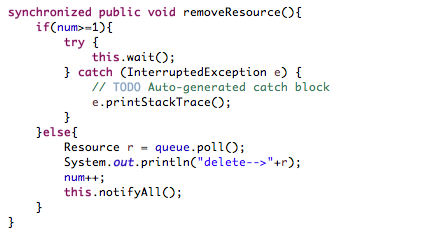 synchronized public void removeResource(){
    if(num>=1){
        try {
            this.wait();
        } catch (InterruptedException e) {
            // TODO Auto-generated catch block
            e.printStackTrace();
        }
    }else{
        Resource r = queue.poll();
        System.out.println("delete-->"+r);
        num++;
        this.notifyAll();
    }
}